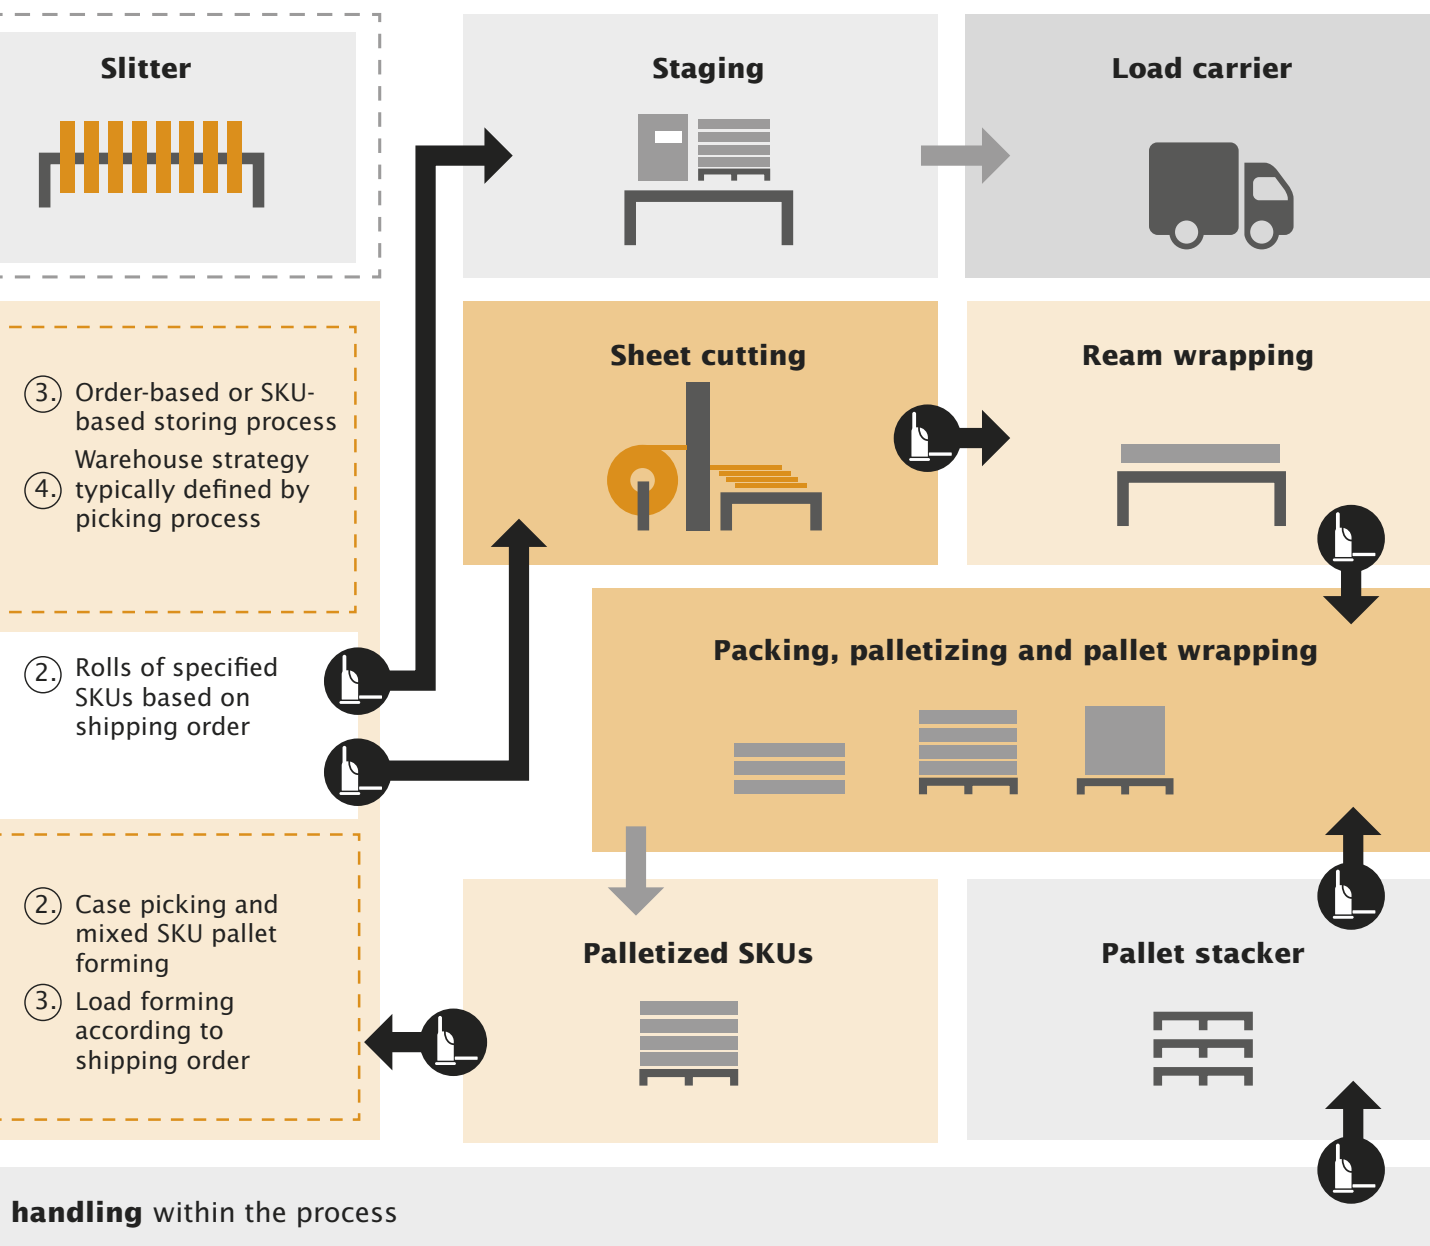 Slitter
Staging
Load carrier
3. Order-based or SKU-
based storing process
4. Warehouse strategy
typically defined by
picking process
Sheet cutting
Ream wrapping
2. Rolls of specified
SKUs based on
shipping order
Packing, palletizing and pallet wrapping
2. Case picking and
mixed SKU pallet
forming
3. Load forming
according to
shipping order
Palletized SKUs
Pallet stacker
handling within the process